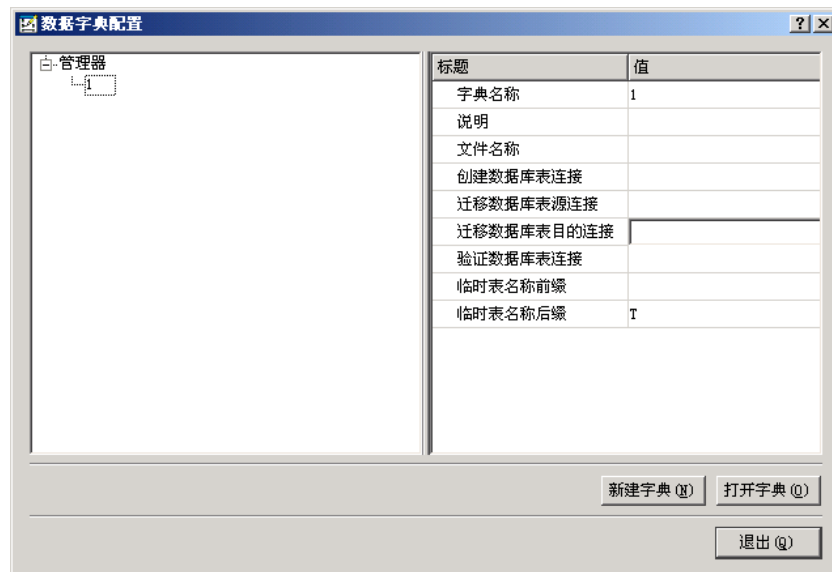 数据字典配置
管理器
1
标题 值
字典名称 1
说明
文件名称
创建数据库表连接
迁移数据库表源连接
迁移数据库表目的连接
验证数据库表连接
临时表名称前缀
临时表名称后缀 T
新建字典(N) 打开字典(O)
退出(Q)